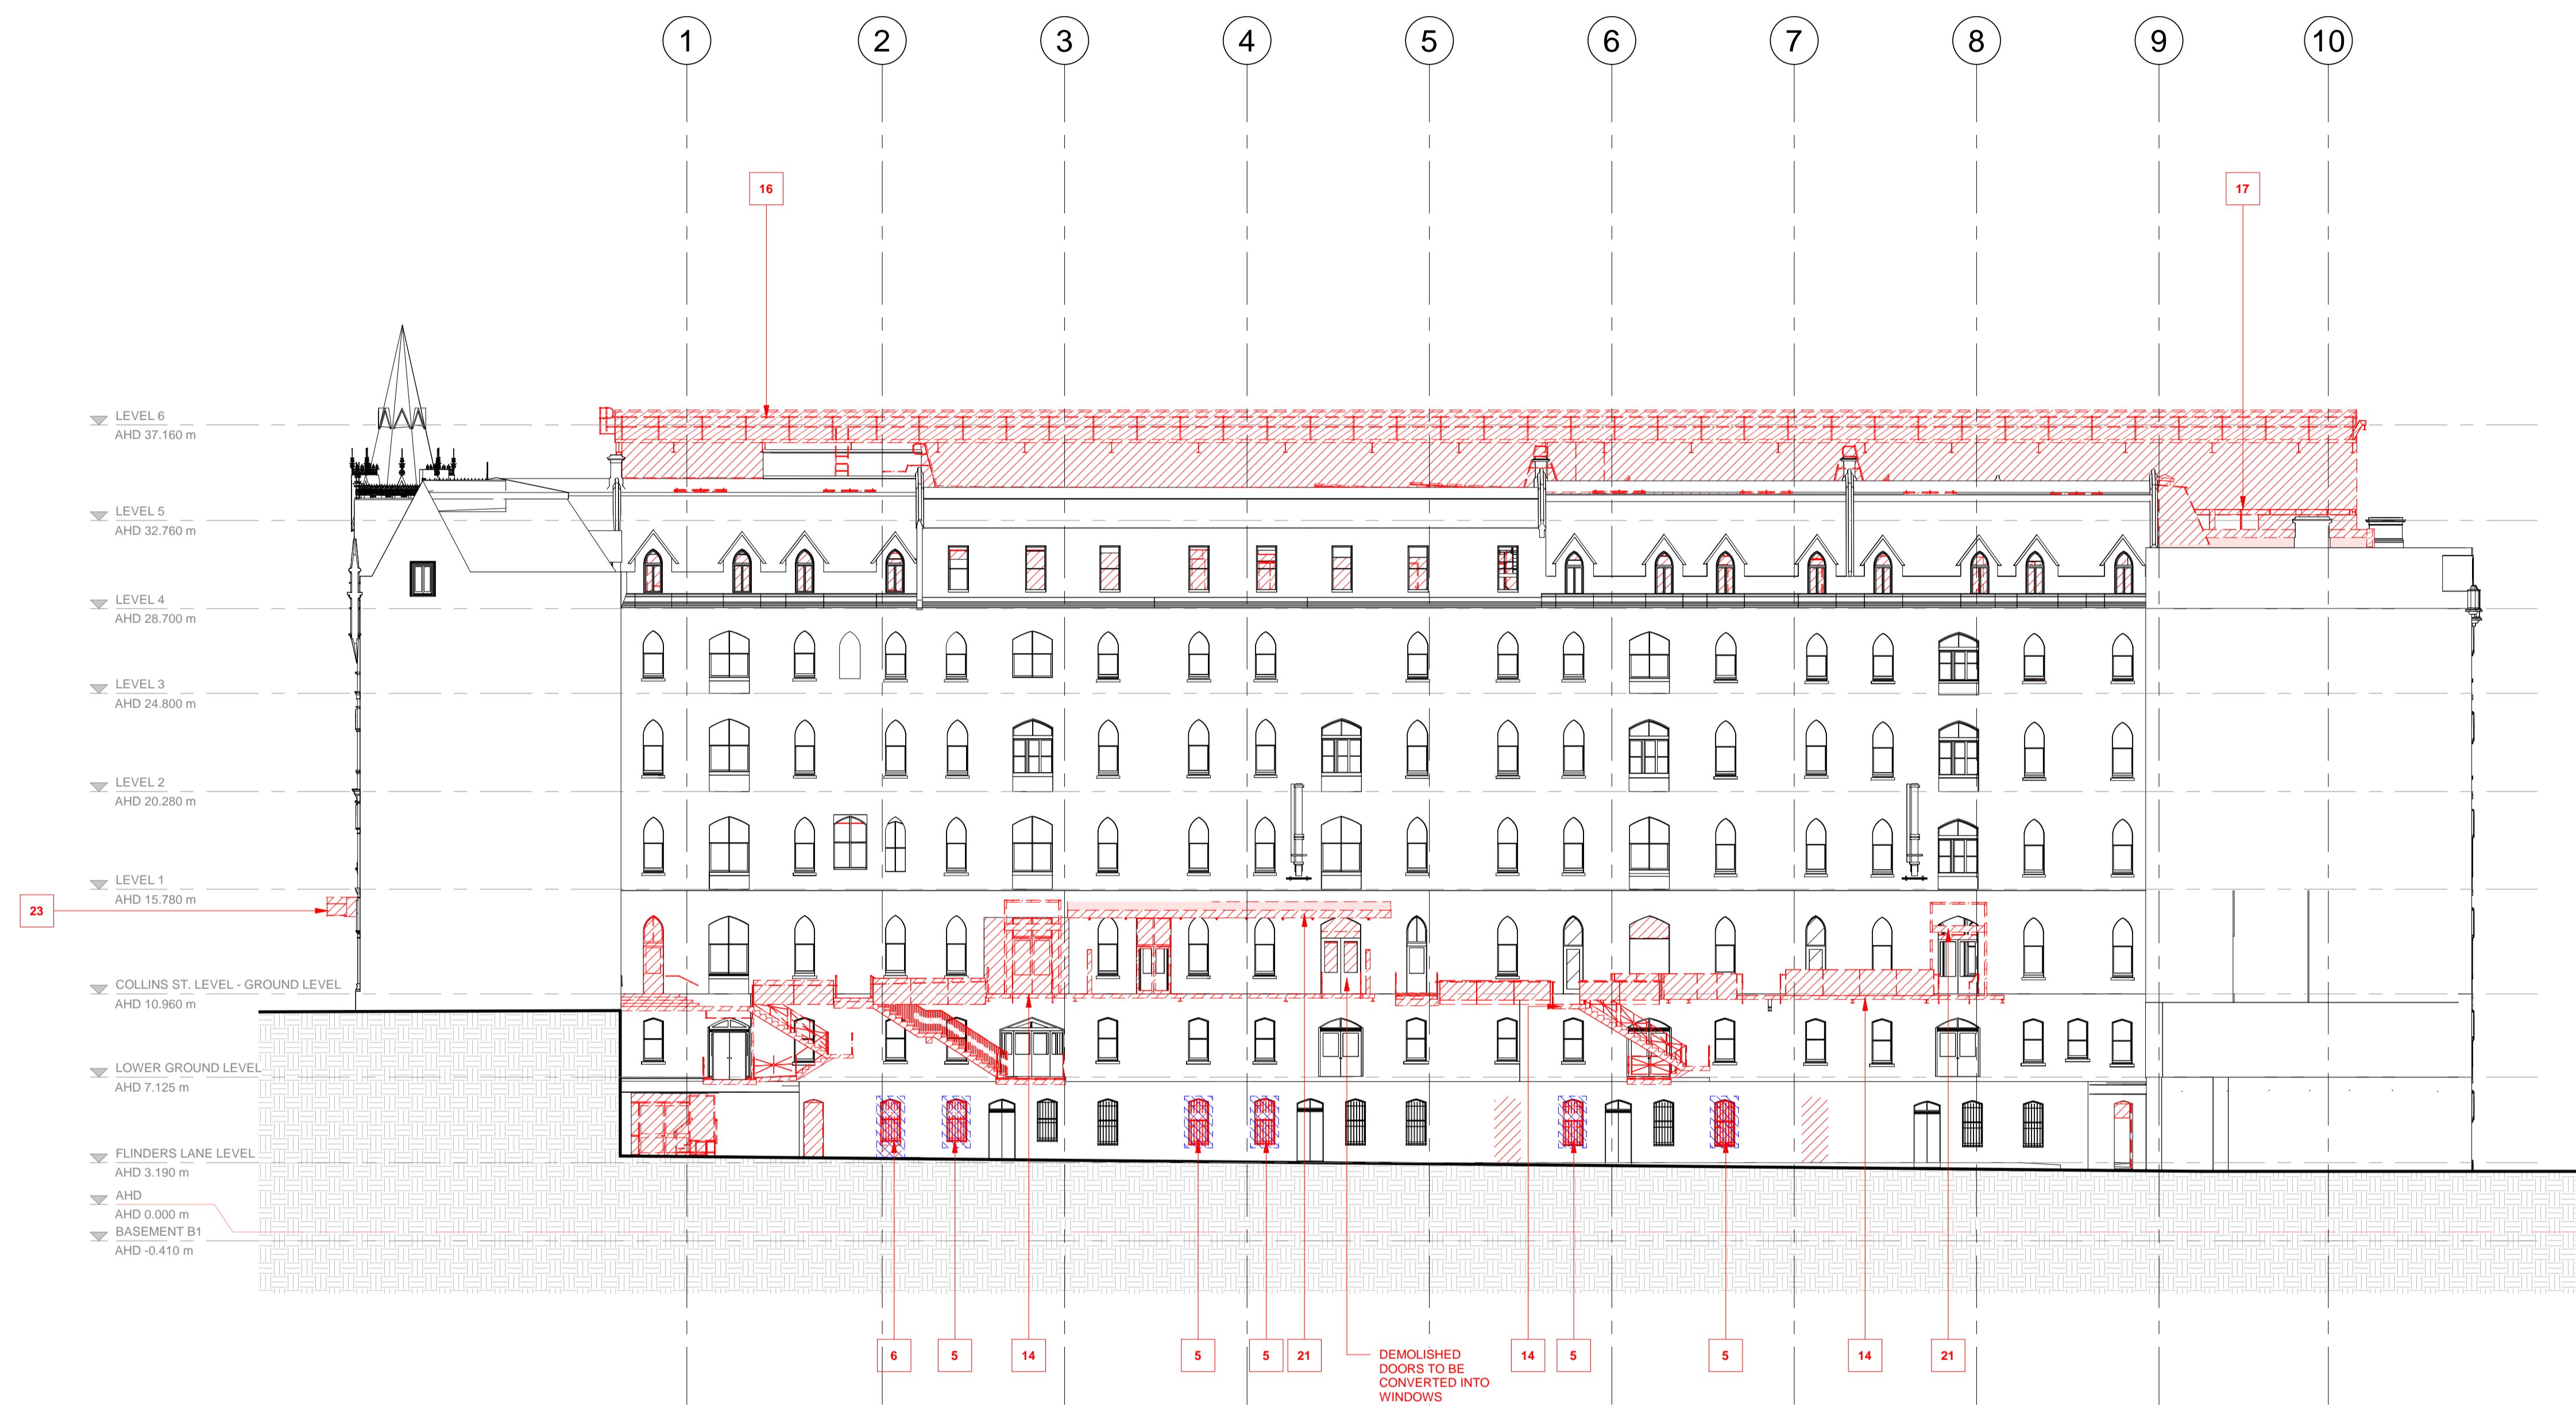 1 2 3 4 5 6 7 8 9 10
16 17
LEVEL 6
AHD 37.160 m
LEVEL 5
AHD 32.760 m
LEVEL 4
AHD 28.700 m
LEVEL 3
AHD 24.800 m
LEVEL 2
AHD 20.280 m
LEVEL 1
AHD 15.780 m
23
COLLINS ST. LEVEL - GROUND LEVEL
AHD 10.960 m
LOWER GROUND LEVEL
AHD 7.125 m
FLINDERS LANE LEVEL
AHD 3.190 m
AHD
AHD 0.000 m
BASEMENT B1
AHD -0.410 m
6 5 14 5 5 21 14 5 5 14 21
DEMOLISHED
DOORS TO BE
CONVERTED INTO
WINDOWS